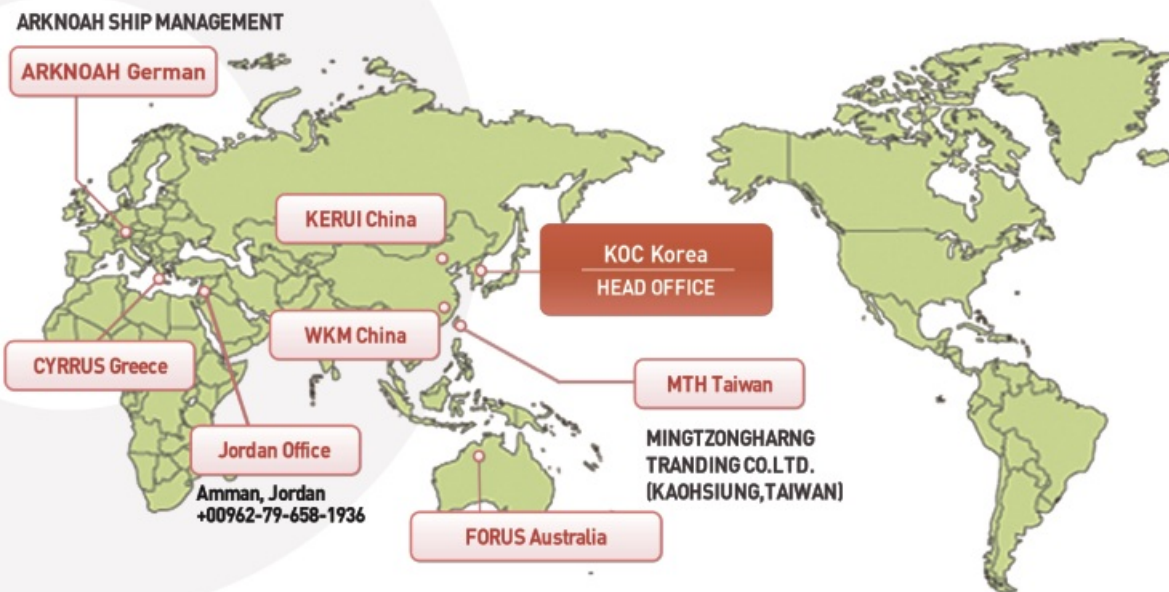 ARKNOAH SHIP MANAGEMENT
ARKNOAH German
KERUI China
KOC Korea
HEAD OFFICE
WKM China
CYRRUS Greece
MTH Taiwan
MINGTZONGHARNG
TRANDING CO.LTD.
(KAOHSIUNG,TAIWAN)
Jordan Office
Amman, Jordan
+00962-79-658-1936
FORUS Australia